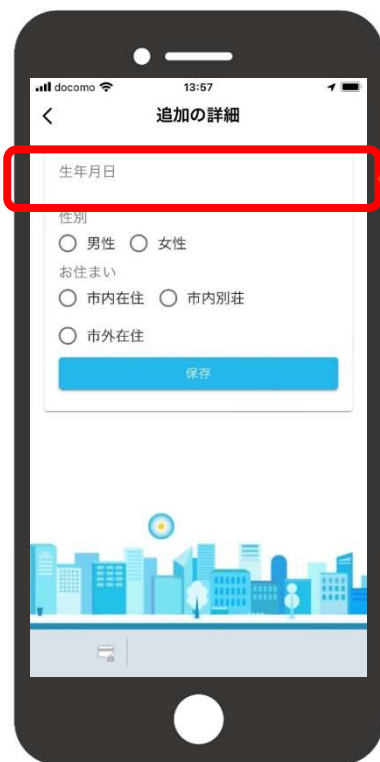 docomo 13:57
追加の詳細
生年月日
性別
男性 女性
お住まい
市内在住 市内別荘
市外在住
保存